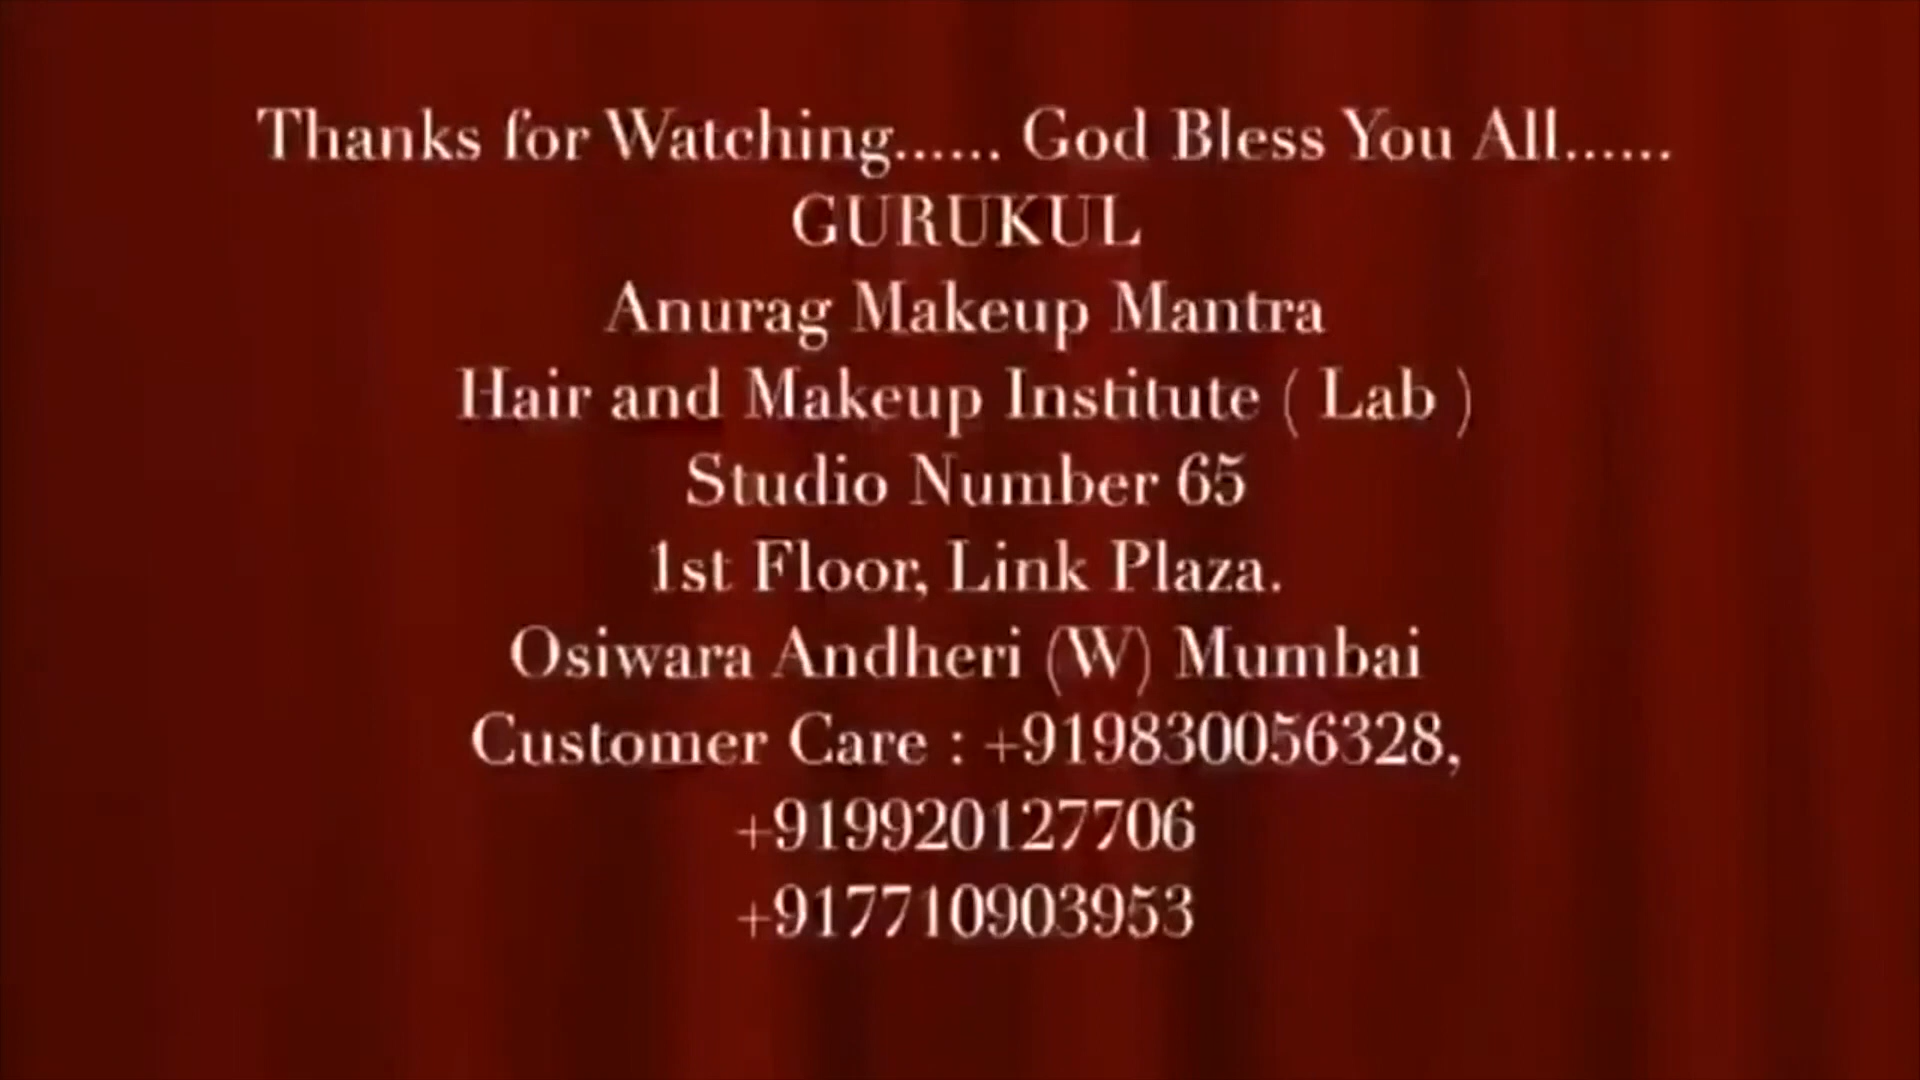 Thanks for Watching...... God Bless You All......
GURUKUL
Anurag Makeup Mantra
Hair and Makeup Institute ( Lab )
Studio Number 65
1st Floor, Link Plaza.
Osiwara Andheri (W) Mumbai
Customer Care : +919830056328,
+919920127706
+917710903953